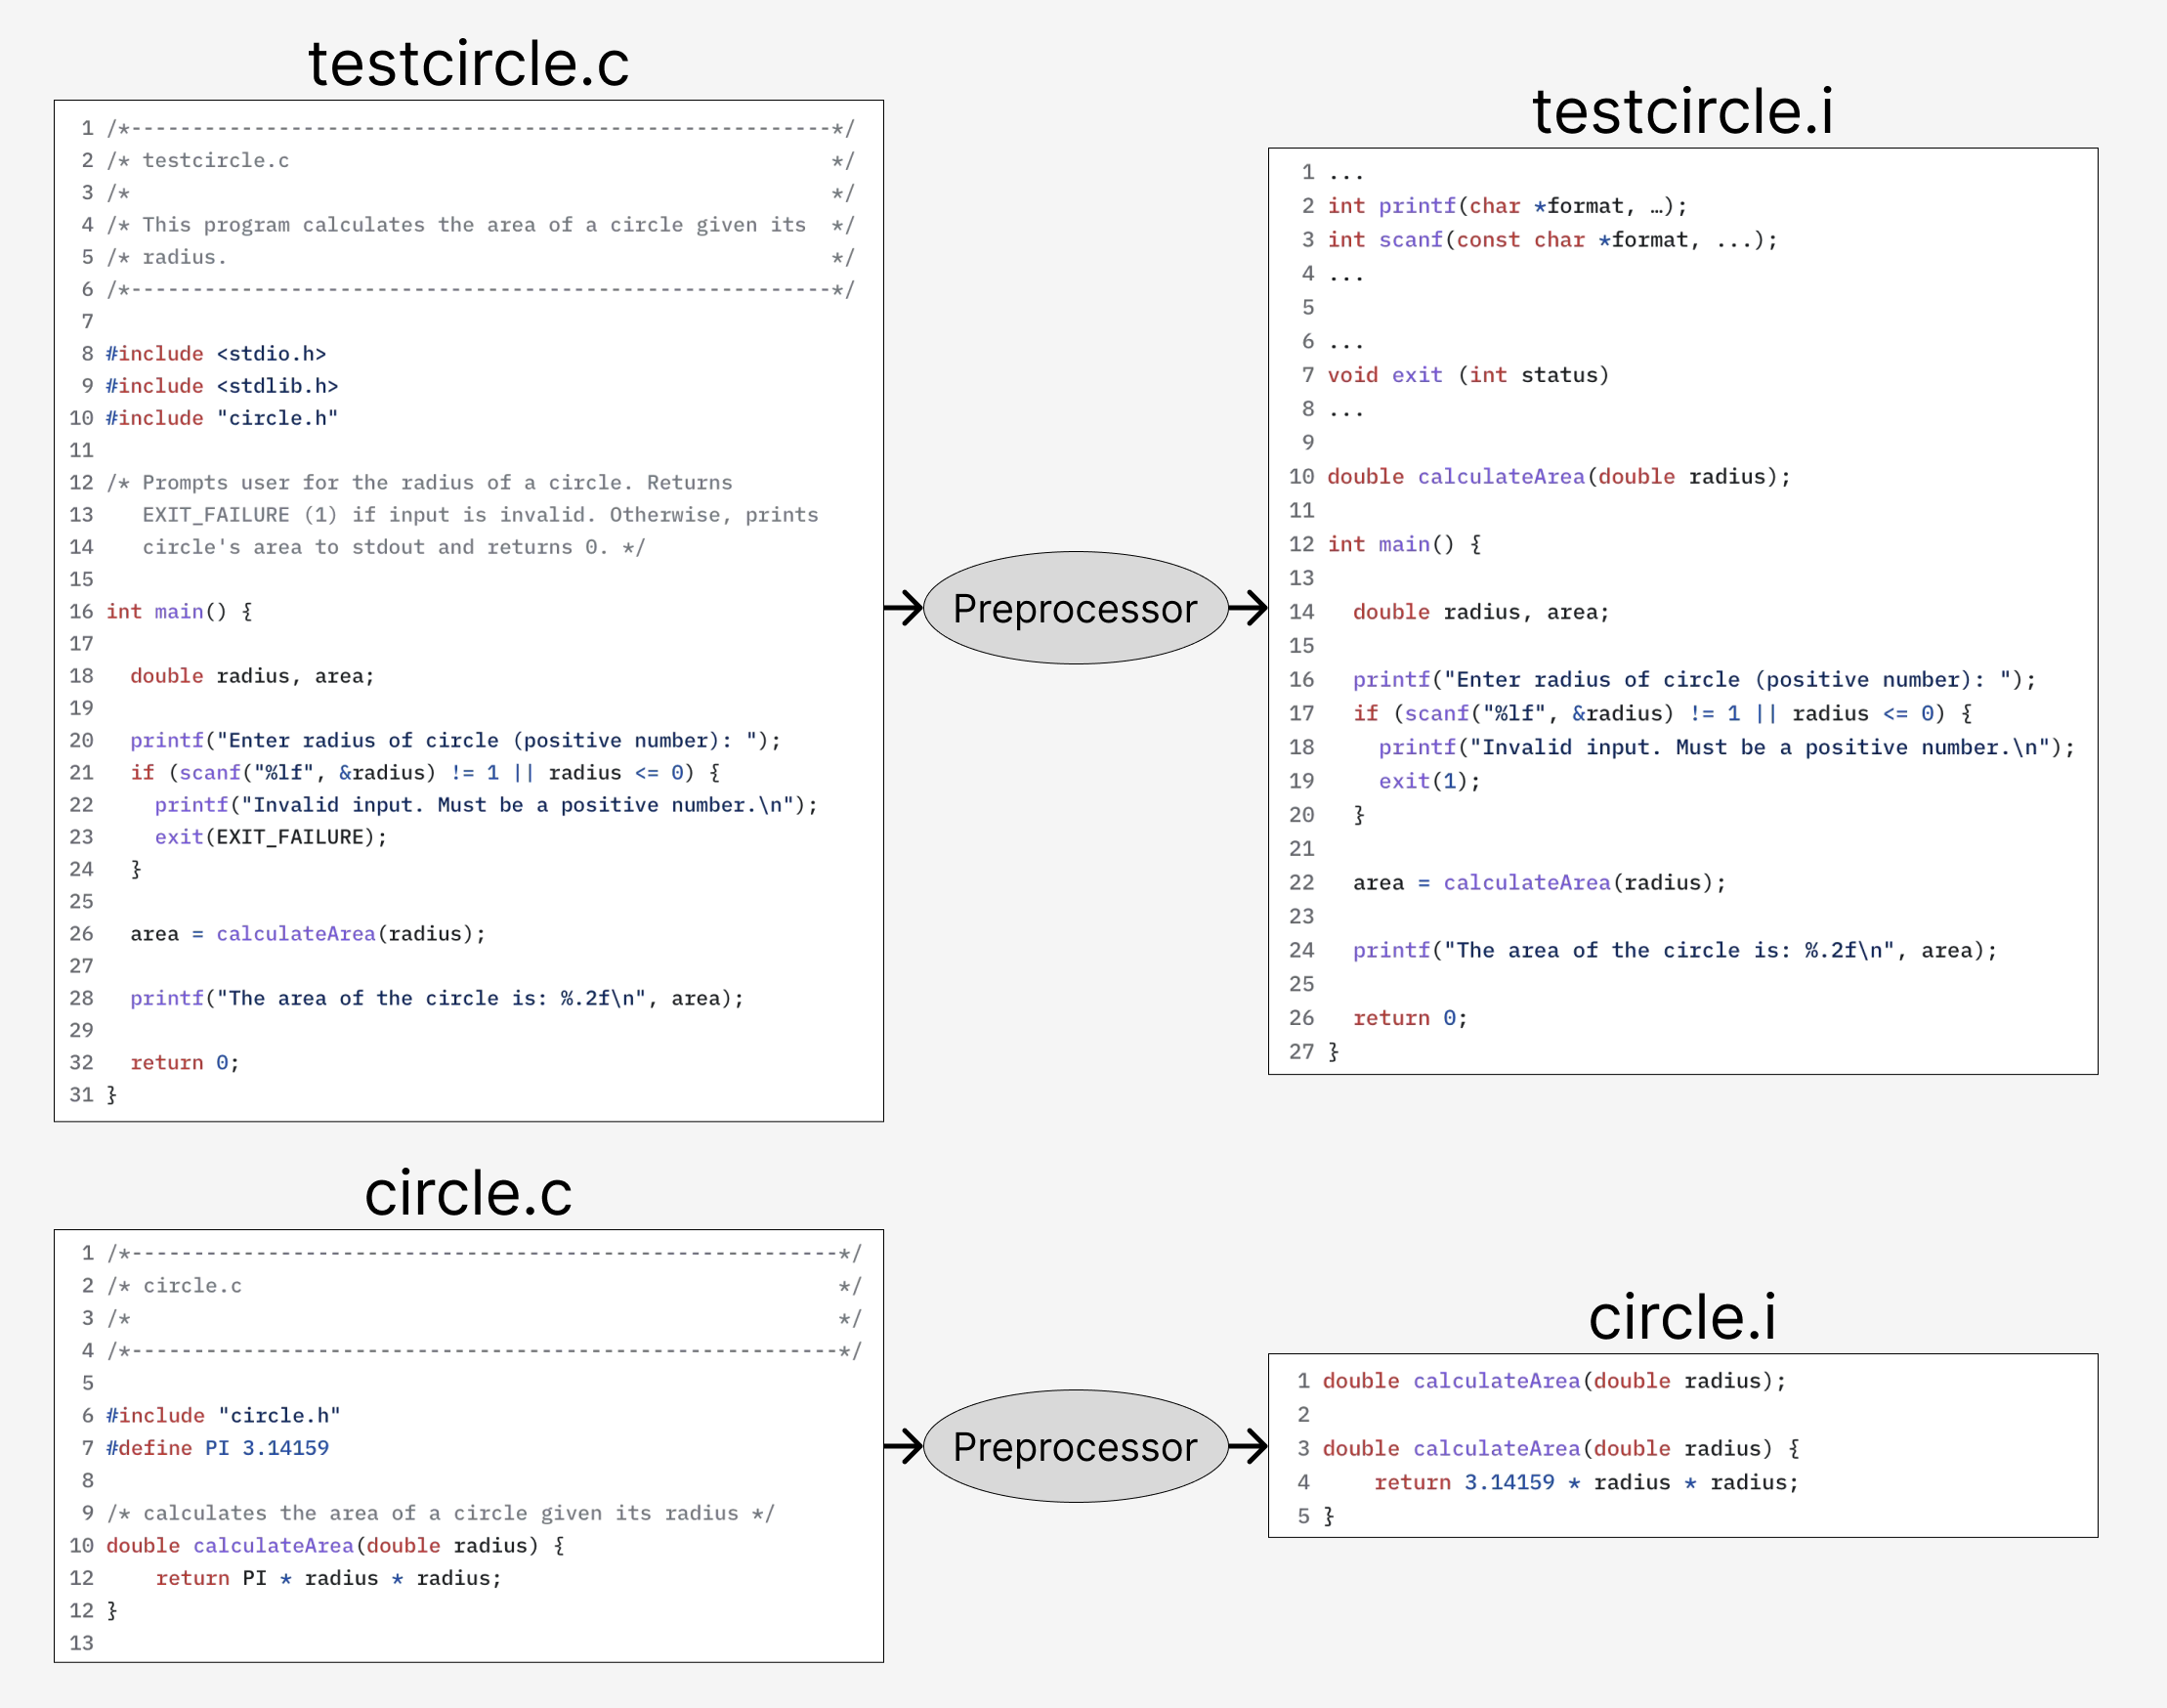 testcircle.c
1 /*---------------------------------------------------------*/
2 /* testcircle.c                                            */
3 /*                                                         */
4 /* This program calculates the area of a circle given its  */
5 /* radius.                                                 */
6 /*---------------------------------------------------------*/
7
8 #include <stdio.h>
9 #include <stdlib.h>
10 #include "circle.h"
11
12 /* Prompts user for the radius of a circle. Returns
13    EXIT_FAILURE (1) if input is invalid. Otherwise, prints
14    circle's area to stdout and returns 0. */
15
16 int main() {
17
18   double radius, area;
19
20   printf("Enter radius of circle (positive number): ");
21   if (scanf("%lf", &radius) != 1 || radius <= 0) {
22     printf("Invalid input. Must be a positive number.\n");
23     exit(EXIT_FAILURE);
24   }
25
26   area = calculateArea(radius);
27
28   printf("The area of the circle is: %.2f\n", area);
29
32   return 0;
31 }
Preprocessor
testcircle.i
1 ...
2 int printf(char *format, …);
3 int scanf(const char *format, ...);
4 ...
5
6 ...
7 void exit (int status)
8 ...
9
10 double calculateArea(double radius);
11
12 int main() {
13
14   double radius, area;
15
16   printf("Enter radius of circle (positive number): ");
17   if (scanf("%lf", &radius) != 1 || radius <= 0) {
18     printf("Invalid input. Must be a positive number.\n");
19     exit(1);
20   }
21
22   area = calculateArea(radius);
23
24   printf("The area of the circle is: %.2f\n", area);
25
26   return 0;
27 }
circle.c
1 /*----------------------------------------------------------*/
2 /* circle.c                                                 */
3 /*                                                          */
4 /*----------------------------------------------------------*/
5
6 #include "circle.h"
7 #define PI 3.14159
8
9 /* calculates the area of a circle given its radius */
10 double calculateArea(double radius) {
12     return PI * radius * radius;
12 }
13
Preprocessor
circle.i
1 double calculateArea(double radius);
2
3 double calculateArea(double radius) {
4     return 3.14159 * radius * radius;
5 }